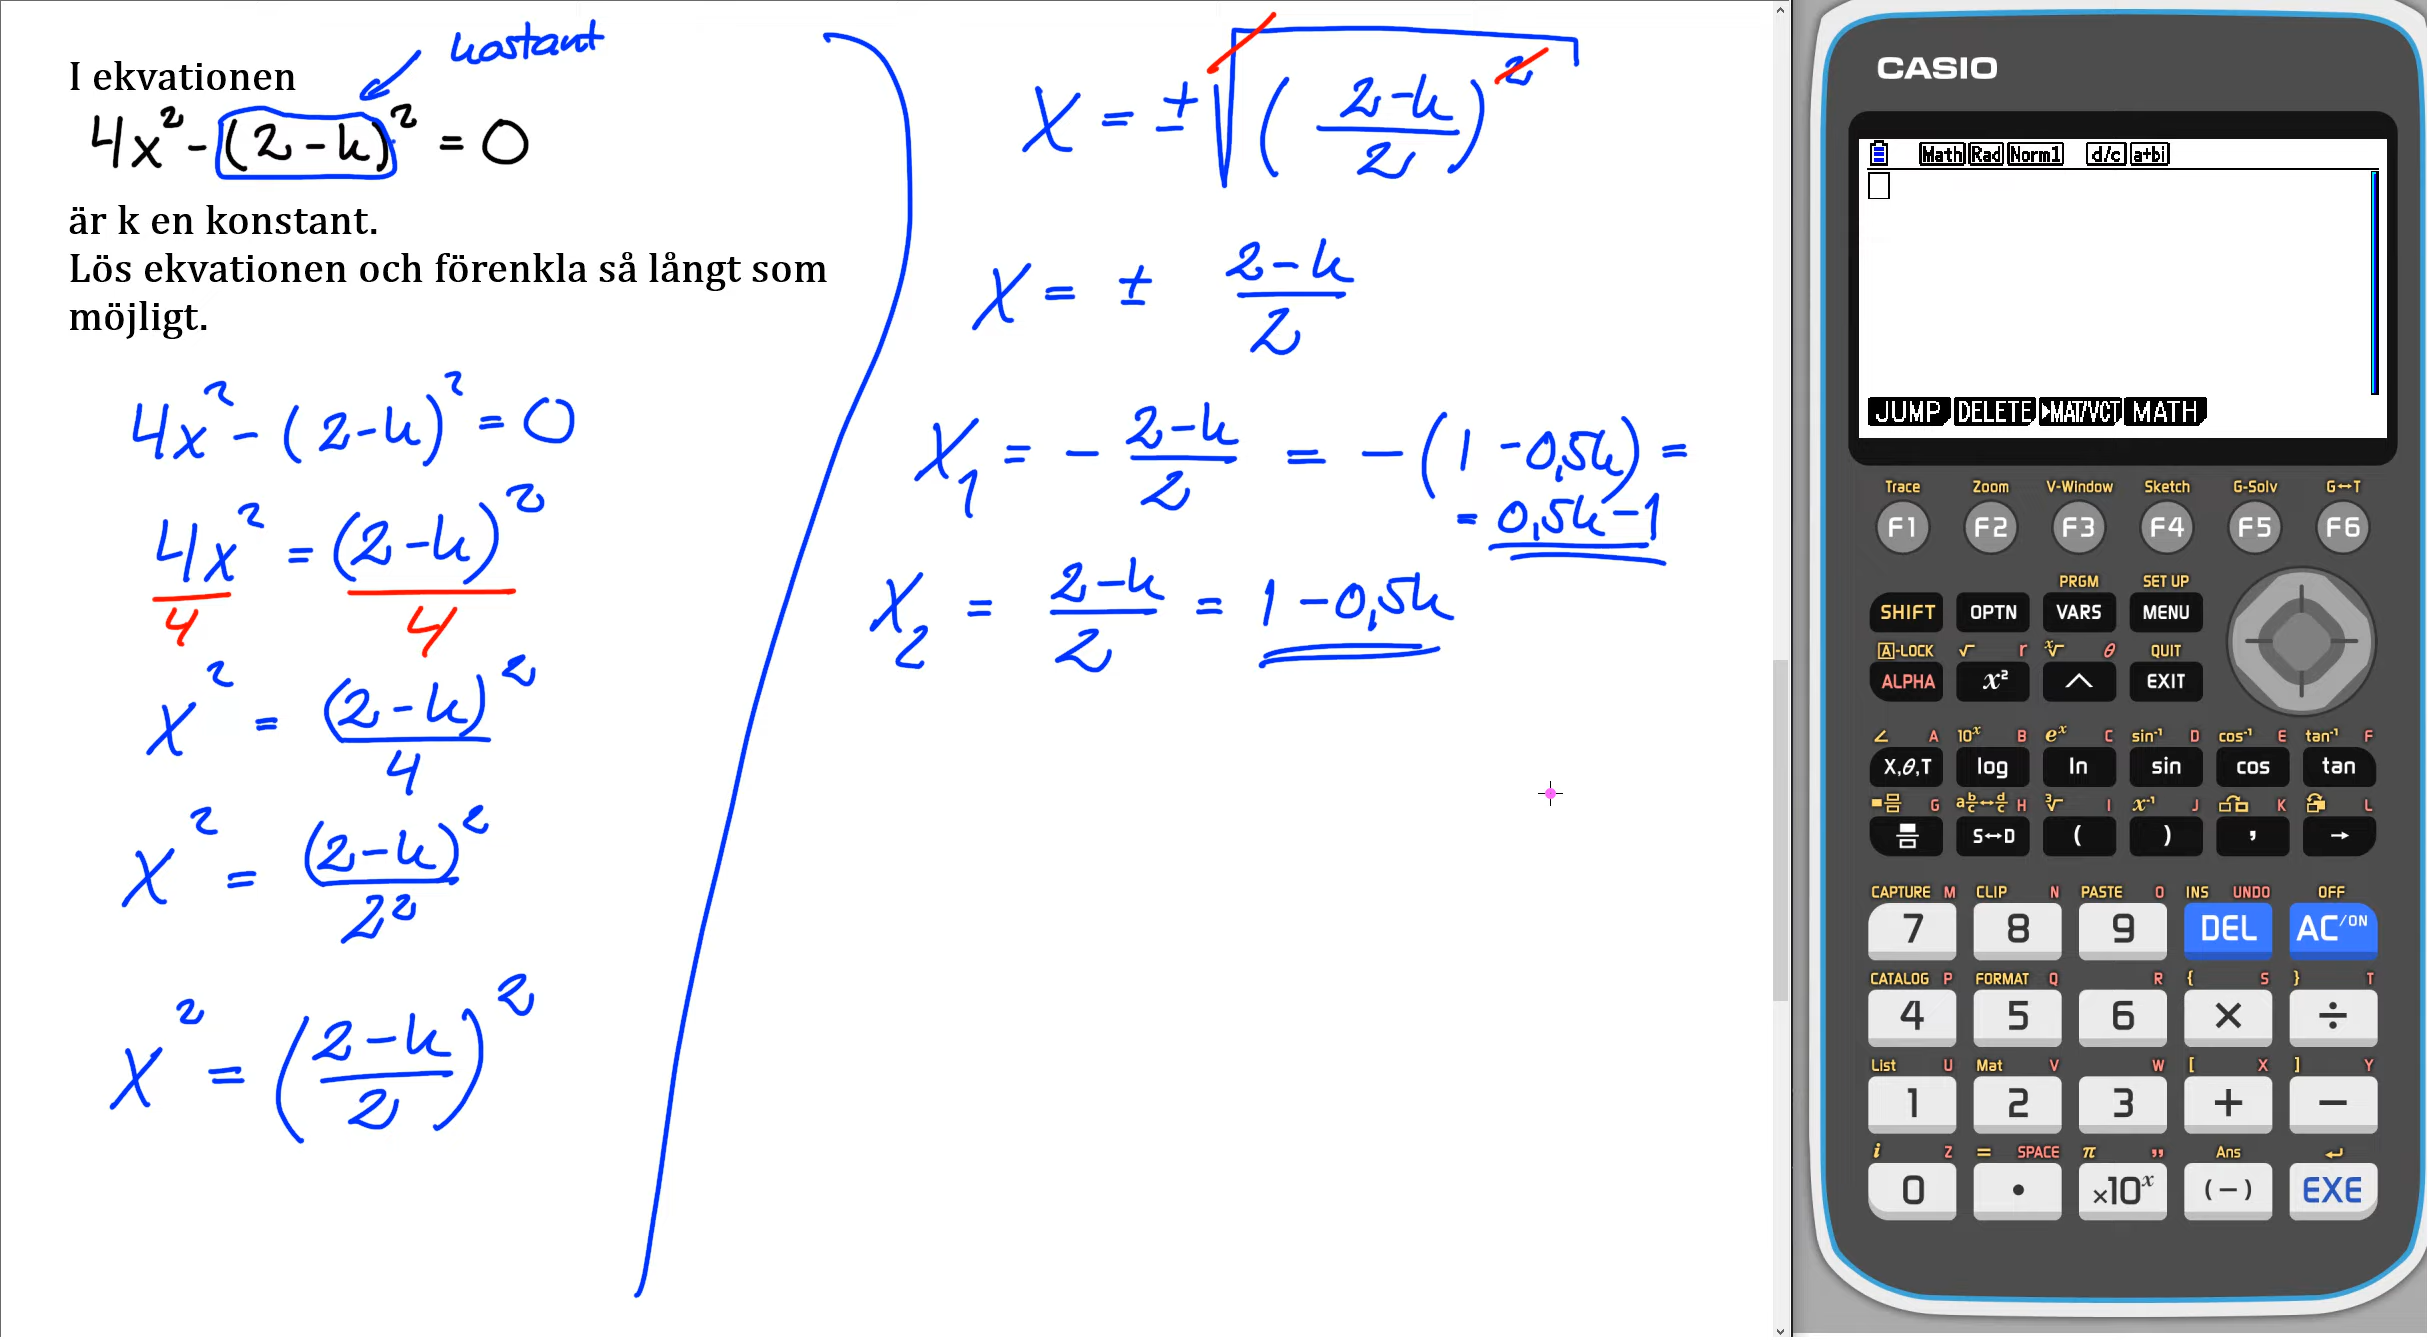 kostant
I ekvationen
4x² - (2-k)² = 0
är k en konstant.
Lös ekvationen och förenkla så långt som
möjligt.
4x² - (2-k)² = 0
4x²/4 = (2-k)²/4
x² = (2-k)²/4
x² = (2-k)²/2²
x² = ((2-k)/2)²
x = ±√((2-k)/2)²
x = ± (2-k)/2
x₁ = - (2-k)/2 = -(1-0,5k) =
= 0,5k-1
x₂ = (2-k)/2 = 1-0,5k
CASIO
Math Rad Norm1 d/c a+bi
JUMP DELETE ▶MAT/VCT MATH
Trace Zoom V-Window Sketch G-Solv G↔T
F1 F2 F3 F4 F5 F6
PRGM SET UP
SHIFT OPTN VARS MENU
A-LOCK √ r ˣ√ θ QUIT
ALPHA x² ^ EXIT
∠ A 10ˣ B eˣ C sin⁻¹ D cos⁻¹ E tan⁻¹ F
X,θ,T log ln sin cos tan
G a b/c↔d/c H ³√ I x⁻¹ J K L
S↔D ( ) , →
CAPTURE M CLIP N PASTE O INS UNDO OFF
7 8 9 DEL AC/ON
CATALOG P FORMAT Q R { S } T
4 5 6 × ÷
List U Mat V W [ X ] Y
1 2 3 + −
i Z = SPACE π " Ans ↵
0 . ×10ˣ (−) EXE